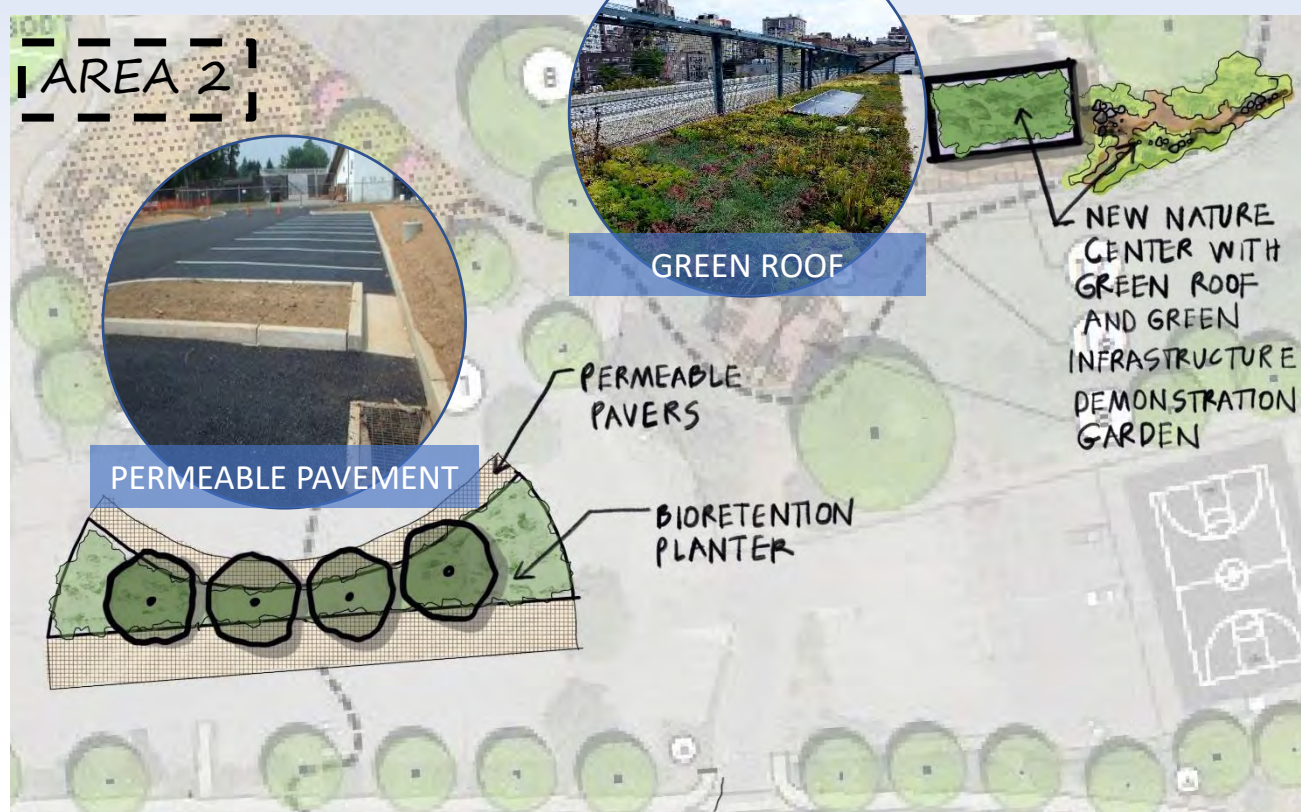 AREA 2
GREEN ROOF
PERMEABLE PAVEMENT
PERMEABLE
PAVERS
BIORETENTION
PLANTER
NEW NATURE
CENTER WITH
GREEN ROOF
AND GREEN
INFRASTRUCTURE
DEMONSTRATION
GARDEN